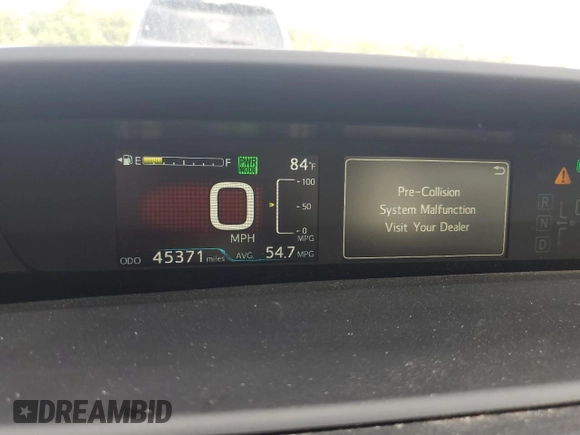 E F
PWR MODE
84°F
0
MPH
100
50
0
MPG
ODO 45371 miles
AVG. 54.7 MPG
Pre-Collision
System Malfunction
Visit Your Dealer
R
N
D
DREAMBID